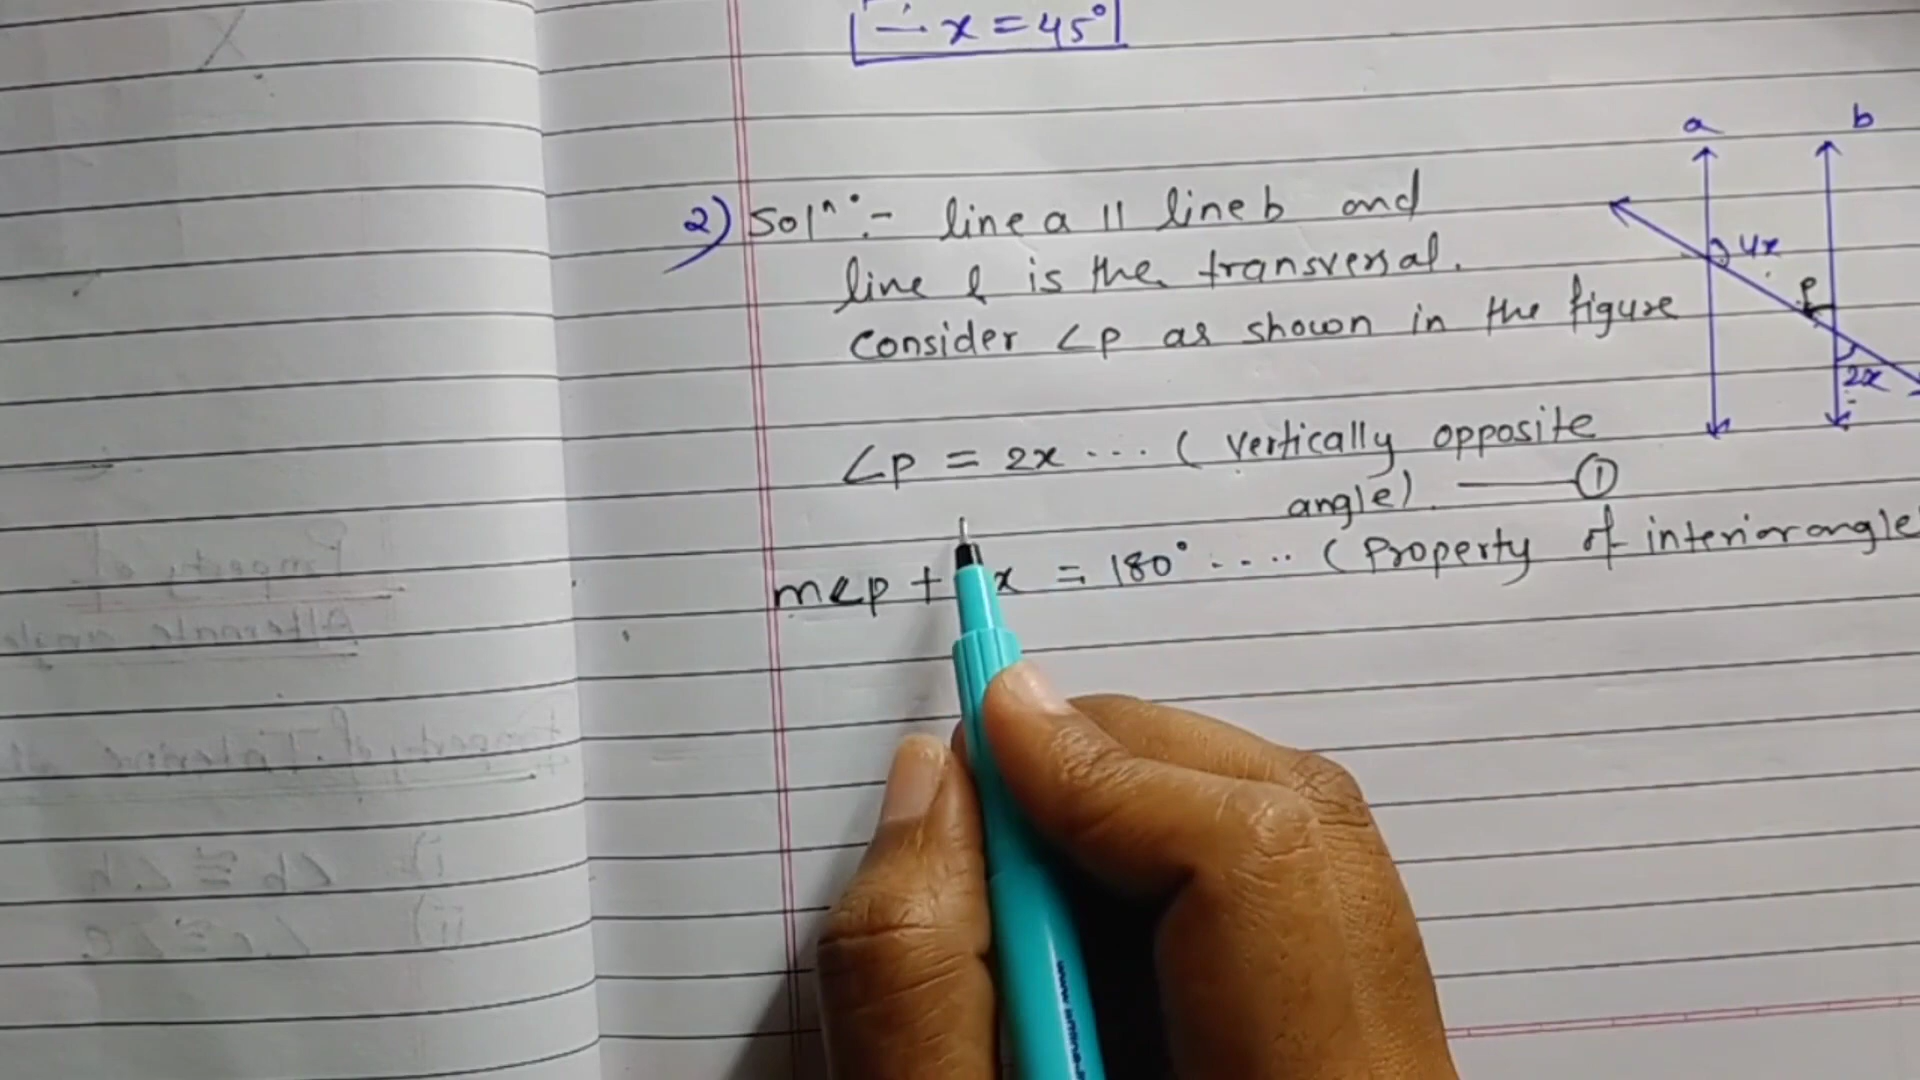 ∴ x = 45°
2) Solⁿ :- line a || line b and
line l is the transversal.
Consider ∠p as shown in the figure
∠p = 2x ... ( vertically opposite
angle). —— ①
m∠p + x = 180° .... ( Property of interior angle
a b
4x
P
2x